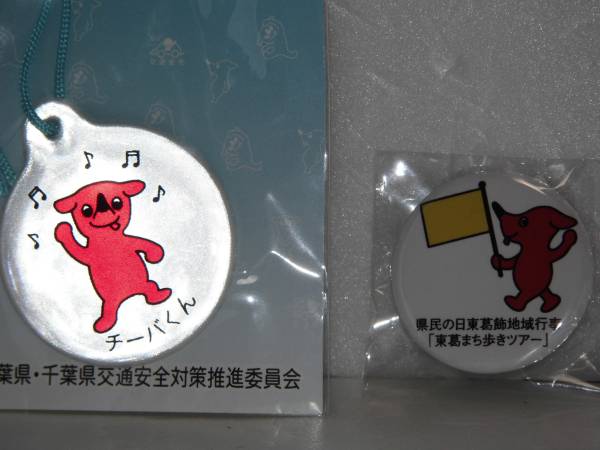 チーバくん
葉県・千葉県交通安全対策推進委員会
県民の日東葛飾地域行事
「東葛まち歩きツアー」